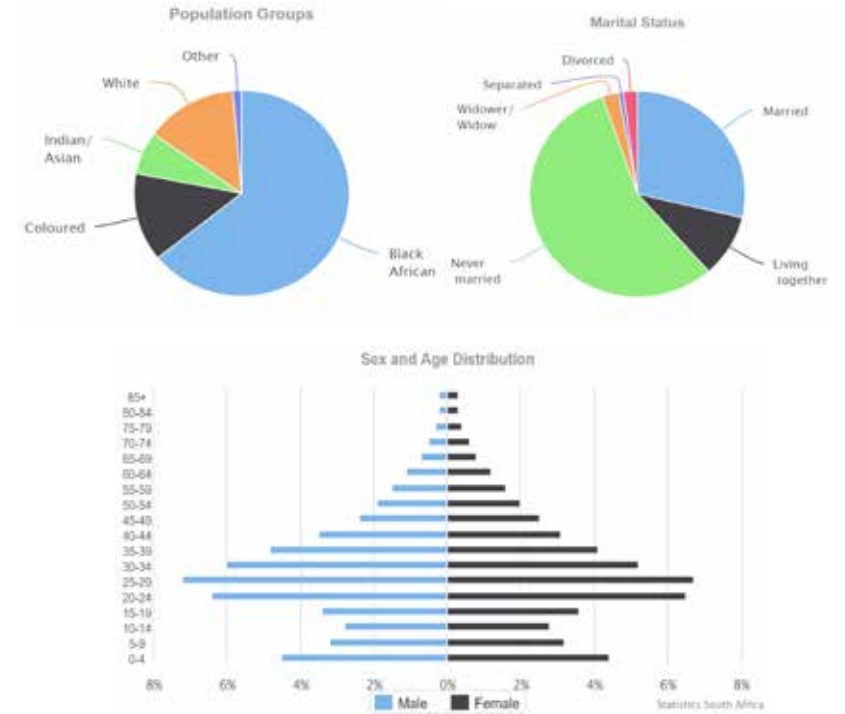 Population Groups
Other
White
Indian/
Asian
Coloured
Black
African
Marital Status
Divorced
Separated
Widower/
Widow
Married
Never
married
Living
together
Sex and Age Distribution
85+
80-84
75-79
70-74
65-69
60-64
55-59
50-54
45-49
40-44
35-39
30-34
25-29
20-24
15-19
10-14
5-9
0-4
8% 6% 4% 2% 0% 2% 4% 6% 8%
Male Female
Statistics South Africa